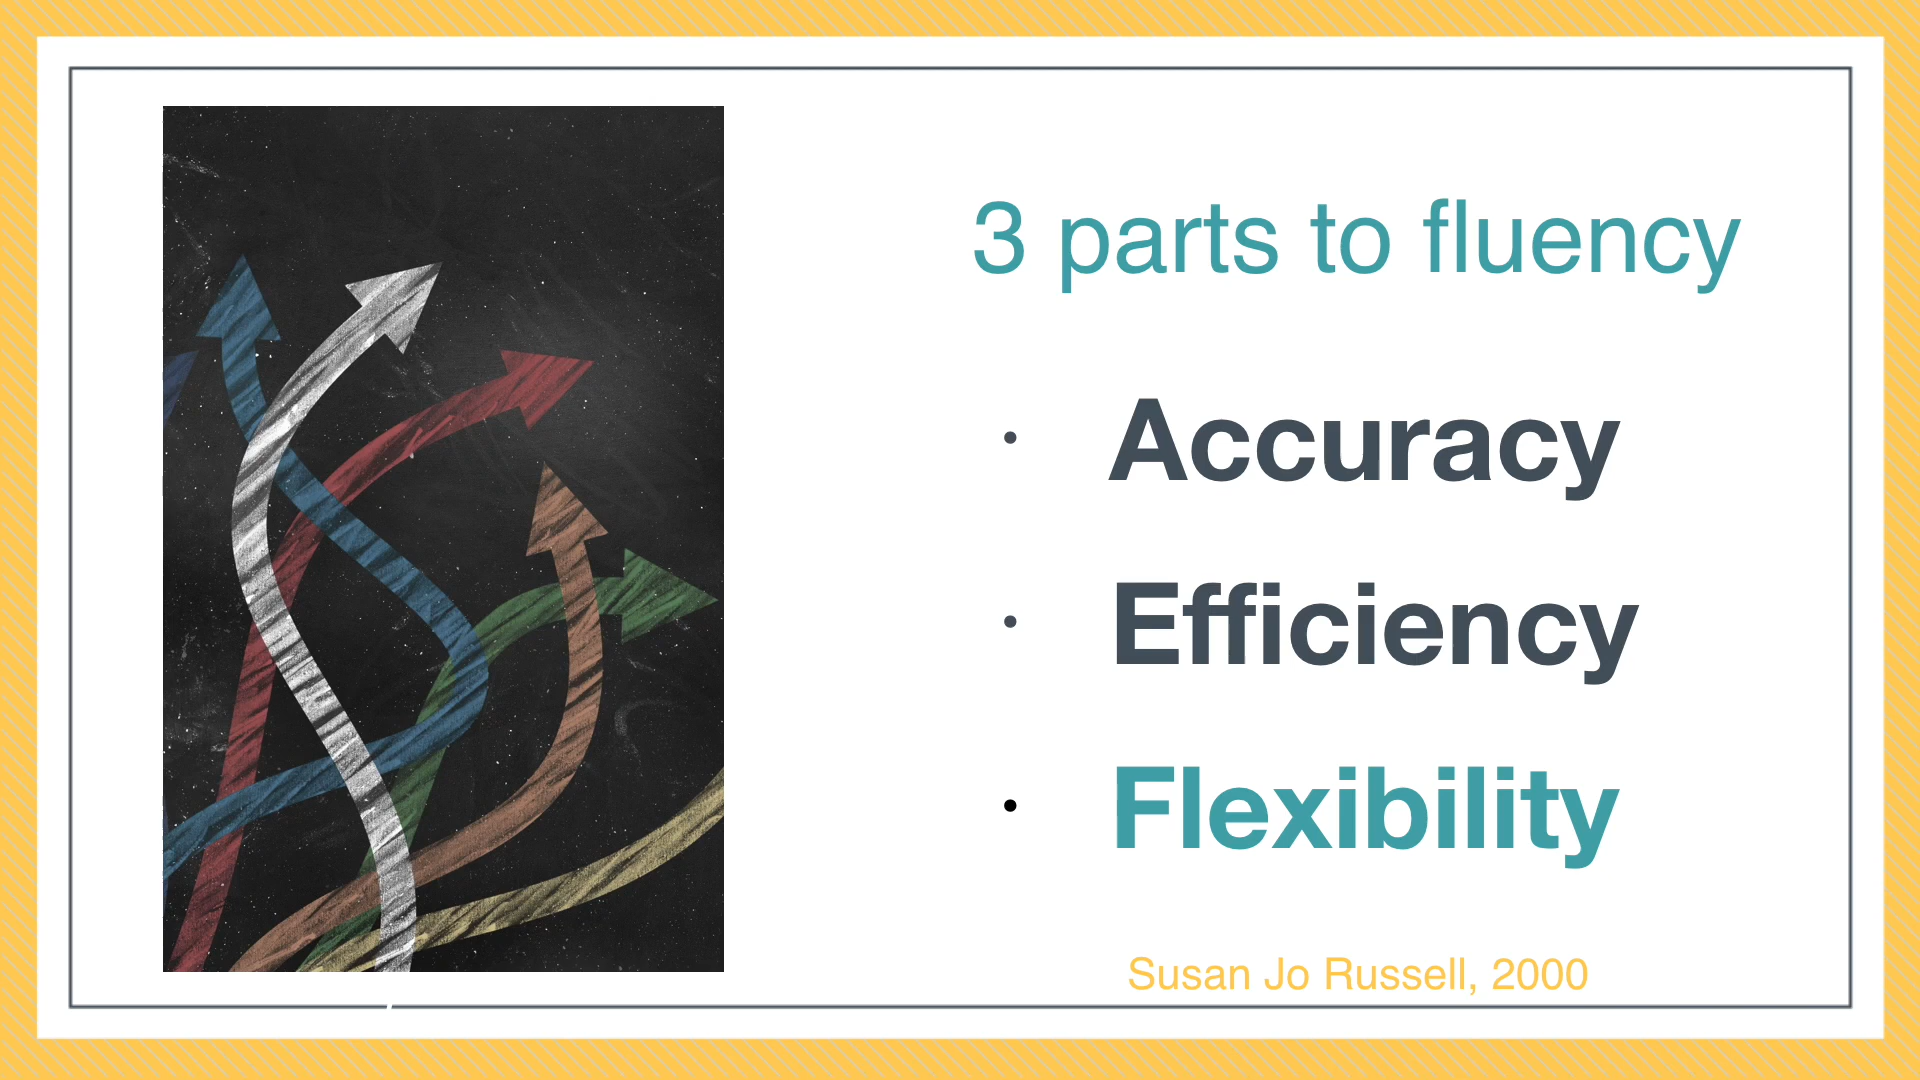 3 parts to fluency
• Accuracy
• Efficiency
• Flexibility
Susan Jo Russell, 2000